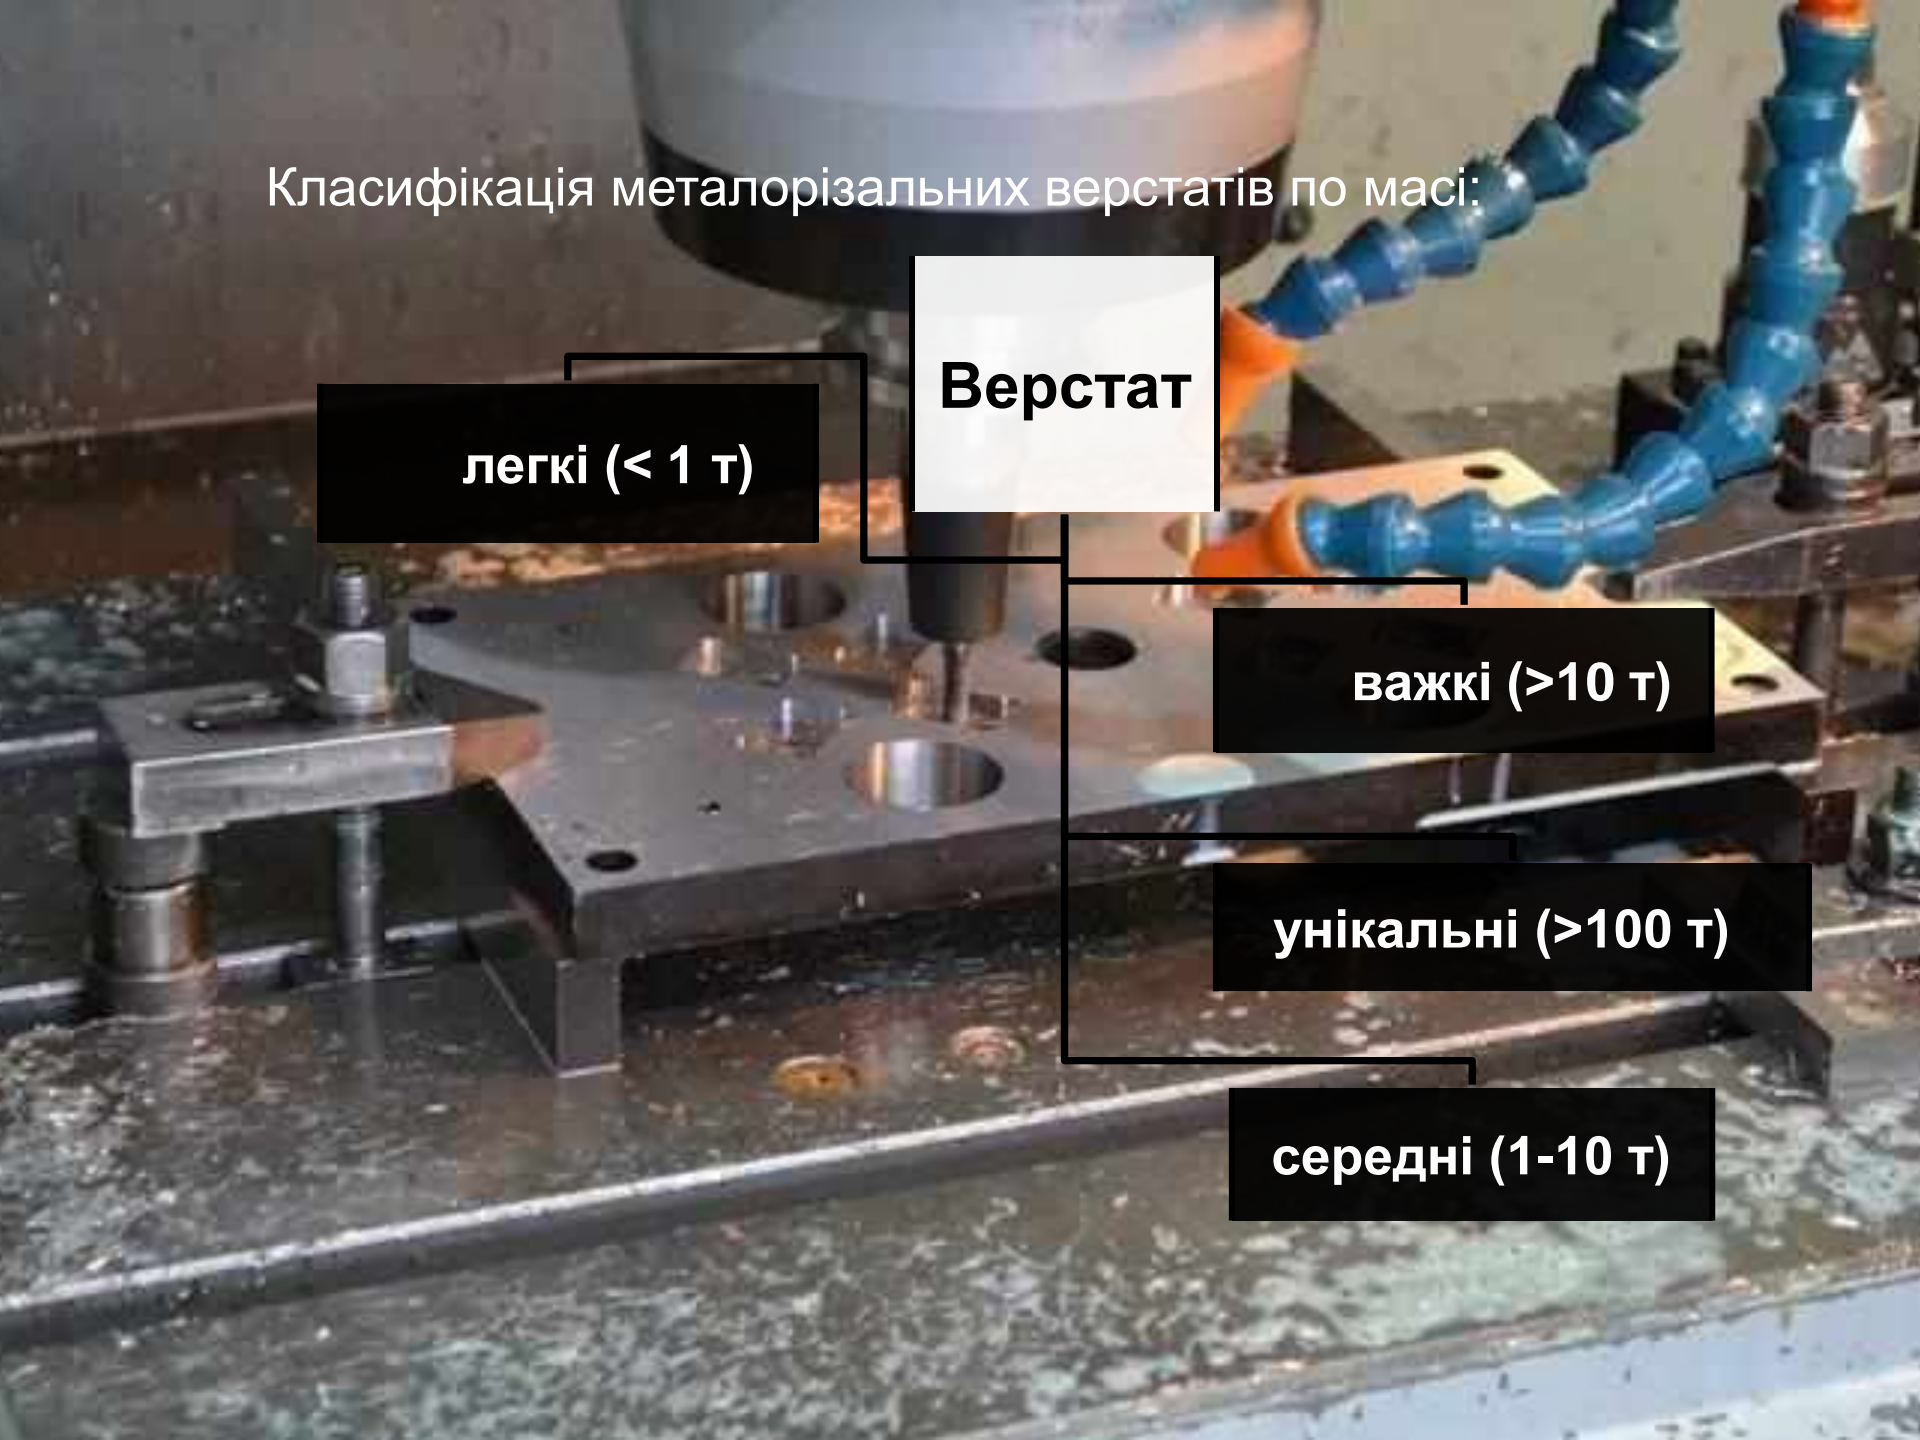 Класифікація металорізальних верстатів по масі:
Верстат
легкі (< 1 т)
важкі (>10 т)
унікальні (>100 т)
середні (1-10 т)